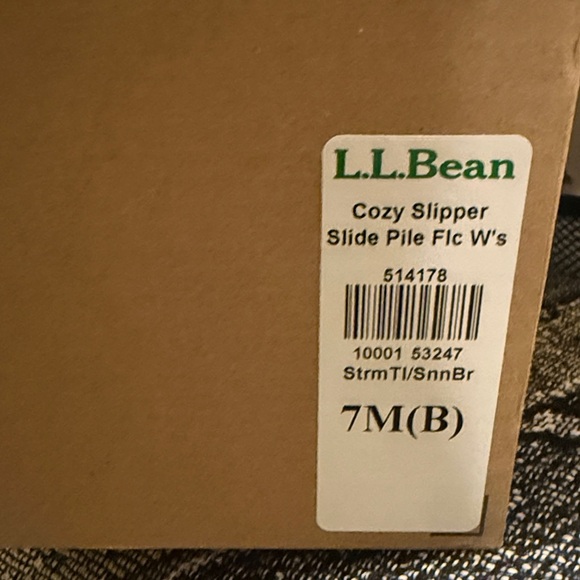 L.L.Bean
Cozy Slipper
Slide Pile Flc W's
514178
10001 53247
StrmTl/SnnBr
7M(B)